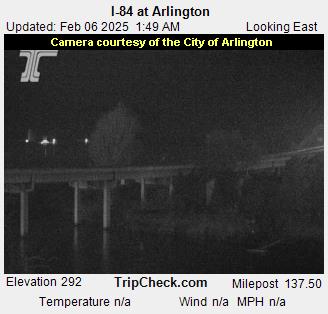 I-84 at Arlington
Updated: Feb 06 2025 1:49 AM Looking East
Camera courtesy of the City of Arlington
Elevation 292 TripCheck.com Milepost 137.50
Temperature n/a Wind n/a MPH n/a